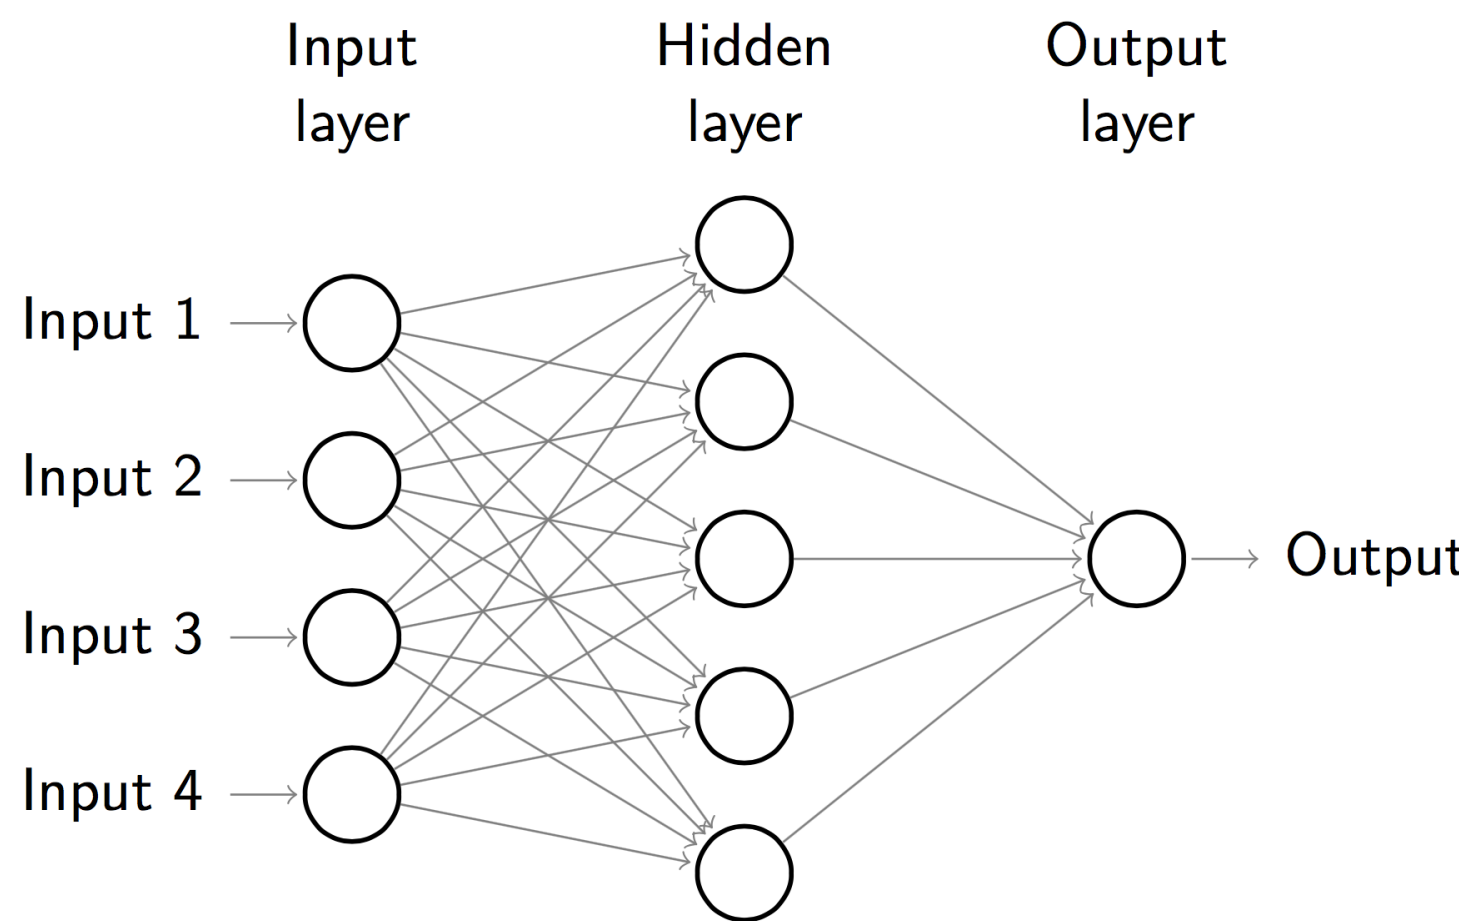 Input
layer
Hidden
layer
Output
layer
Input 1
Input 2
Input 3
Input 4
Output